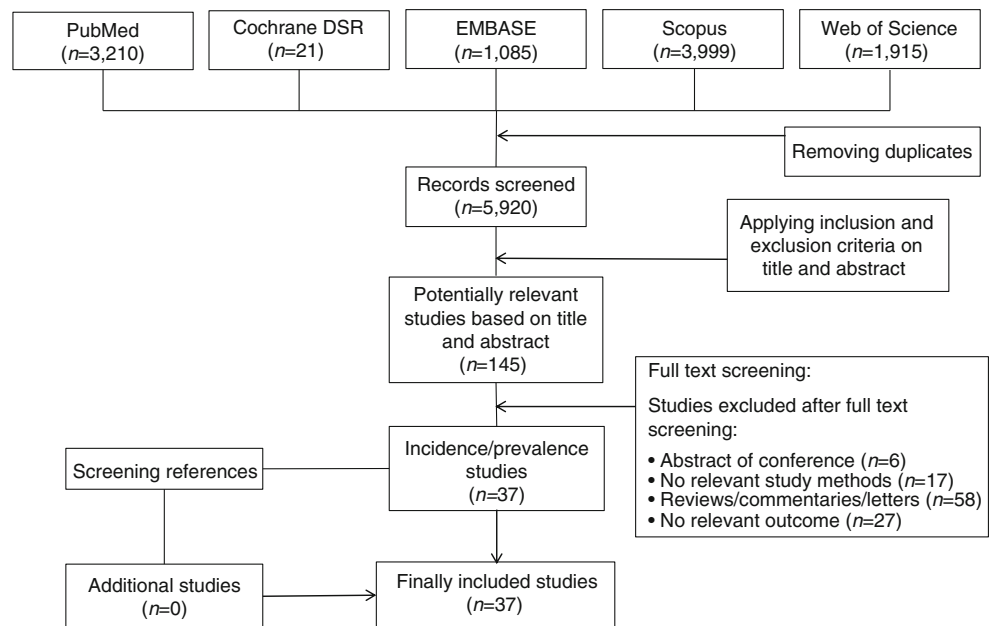 PubMed
(n=3,210)
Cochrane DSR
(n=21)
EMBASE
(n=1,085)
Scopus
(n=3,999)
Web of Science
(n=1,915)
Removing duplicates
Records screened
(n=5,920)
Applying inclusion and
exclusion criteria on
title and abstract
Potentially relevant
studies based on title
and abstract
(n=145)
Full text screening:
Studies excluded after full text
screening:
• Abstract of conference (n=6)
• No relevant study methods (n=17)
• Reviews/commentaries/letters (n=58)
• No relevant outcome (n=27)
Incidence/prevalence
studies
(n=37)
Screening references
Additional studies
(n=0)
Finally included studies
(n=37)